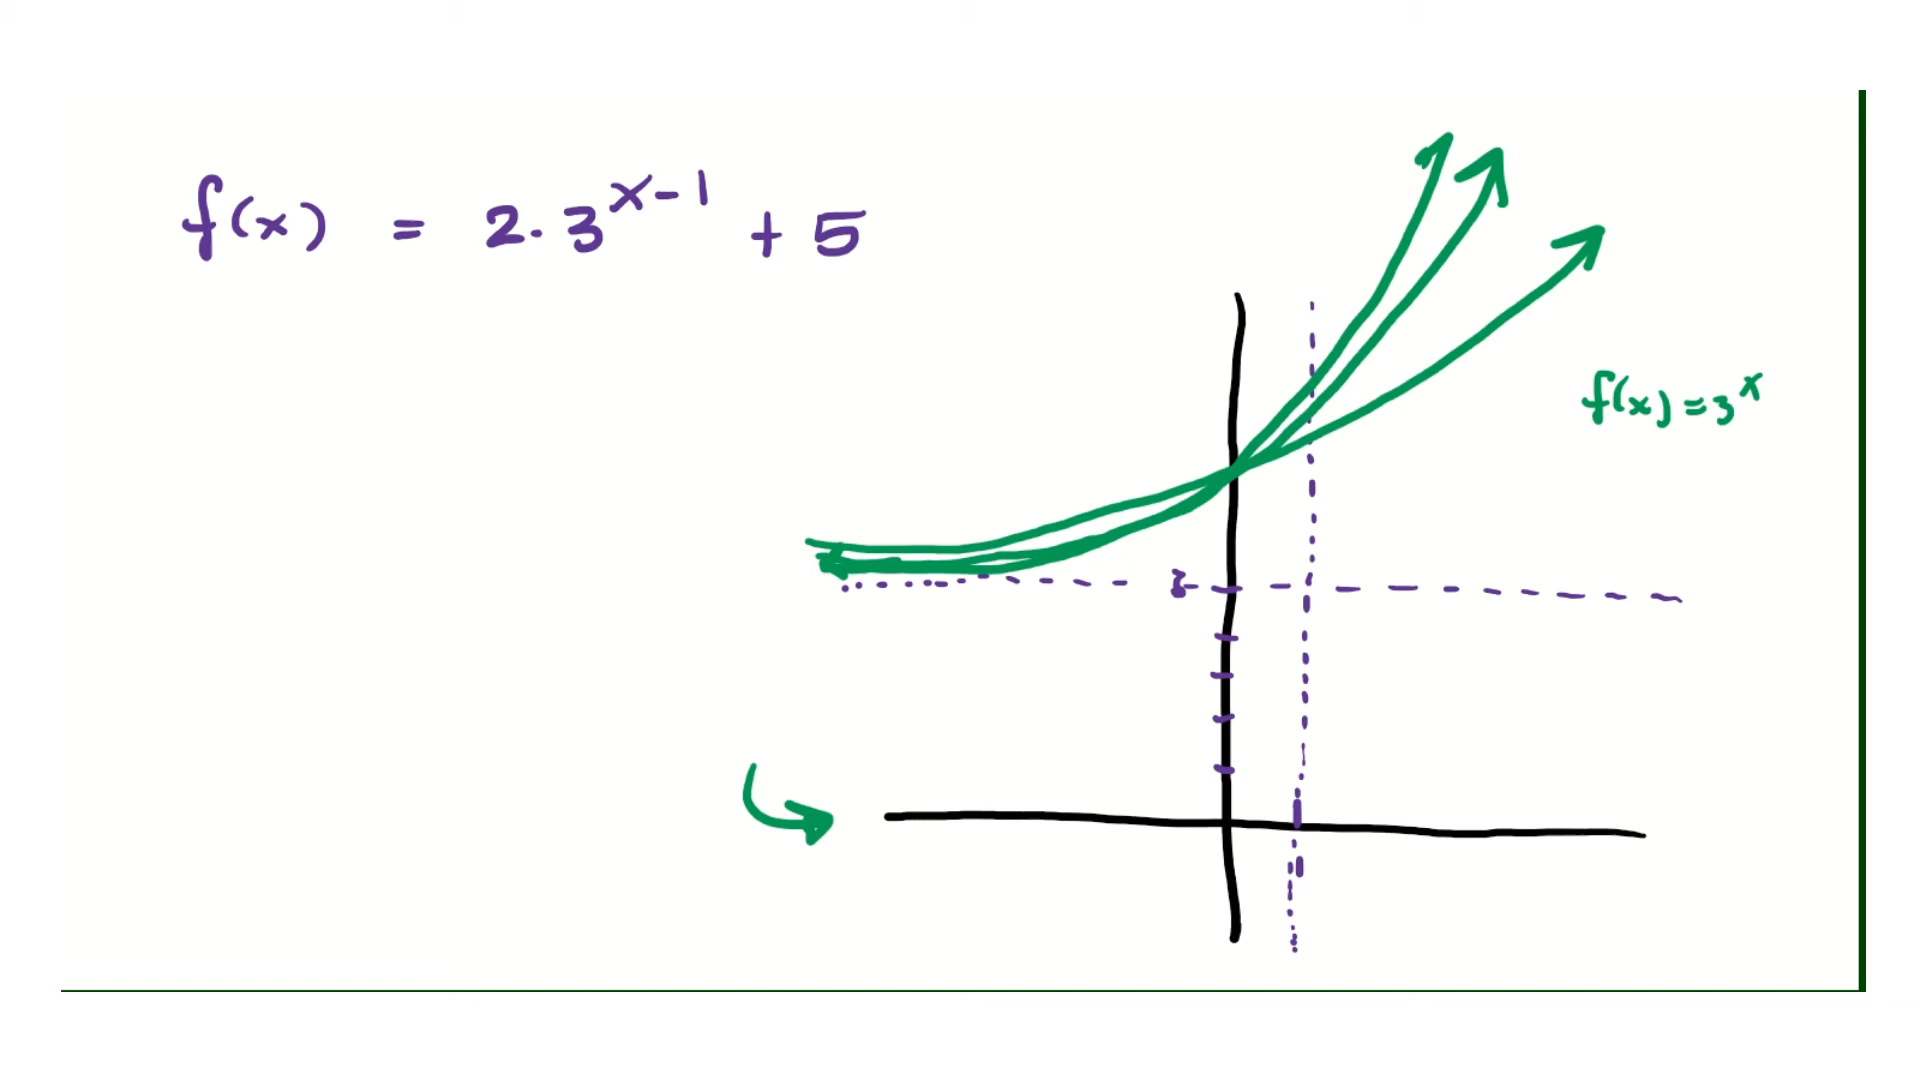 f(x) = 2·3^{x-1} + 5
f(x) = 3^x